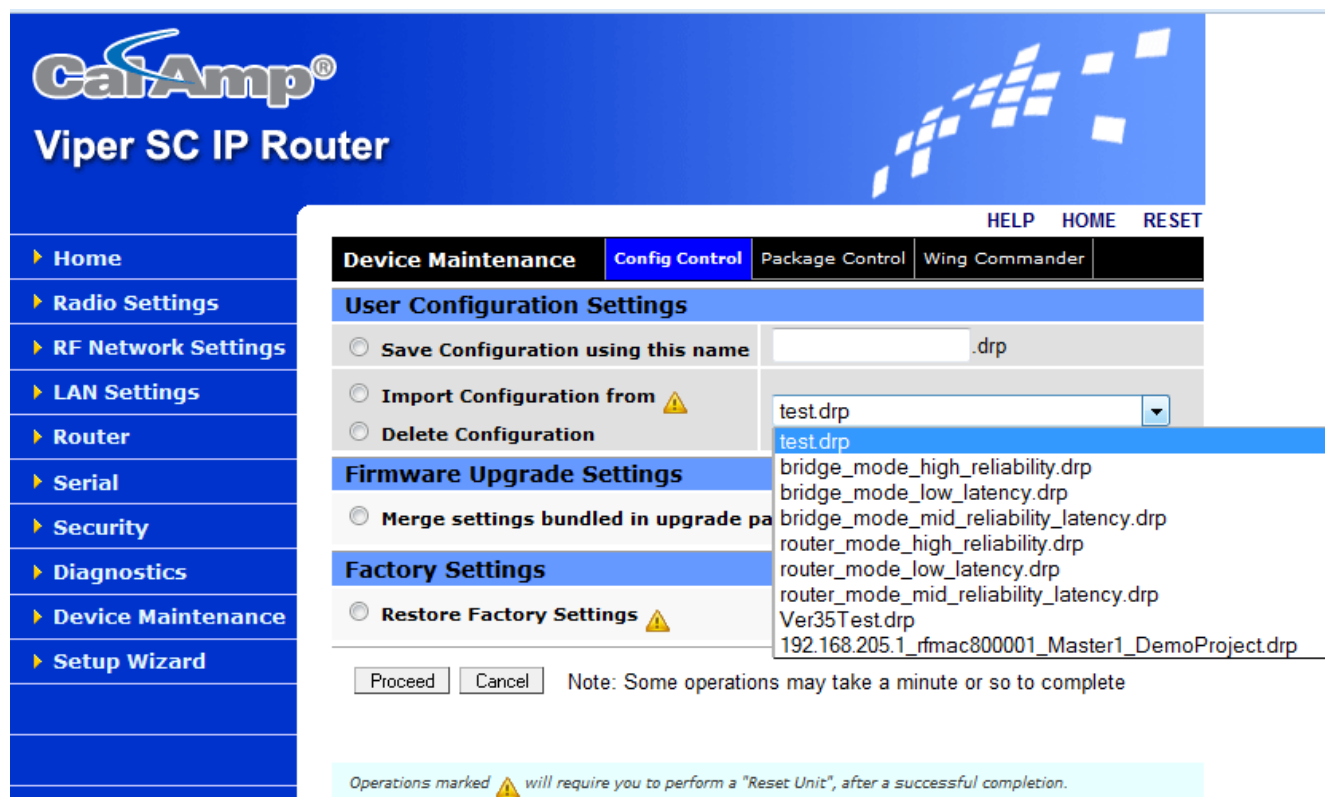 CalAmp®
Viper SC IP Router
HELP HOME RESET
Home
Radio Settings
RF Network Settings
LAN Settings
Router
Serial
Security
Diagnostics
Device Maintenance
Setup Wizard
Device Maintenance Config Control Package Control Wing Commander
User Configuration Settings
Save Configuration using this name .drp
Import Configuration from
Delete Configuration
test.drp
test.drp
bridge_mode_high_reliability.drp
bridge_mode_low_latency.drp
bridge_mode_mid_reliability_latency.drp
router_mode_high_reliability.drp
router_mode_low_latency.drp
router_mode_mid_reliability_latency.drp
Ver35Test.drp
192.168.205.1_rfmac800001_Master1_DemoProject.drp
Firmware Upgrade Settings
Merge settings bundled in upgrade pa
Factory Settings
Restore Factory Settings
Proceed Cancel Note: Some operations may take a minute or so to complete
Operations marked will require you to perform a "Reset Unit", after a successful completion.